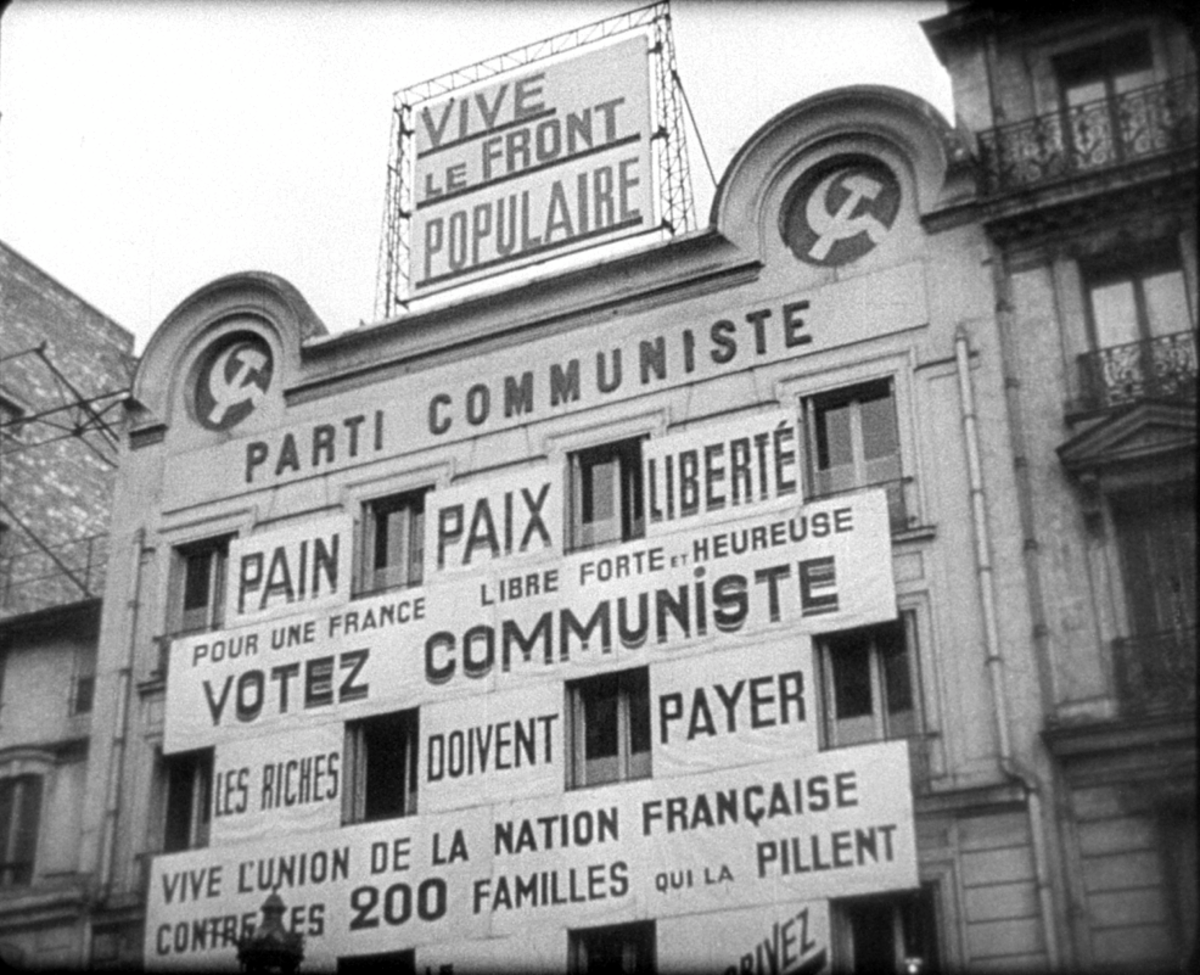 VIVE
LE FRONT
POPULAIRE
PARTI COMMUNISTE
PAIN PAIX LIBERTÉ
POUR UNE FRANCE LIBRE FORTE ET HEUREUSE
VOTEZ COMMUNISTE
LES RICHES DOIVENT PAYER
VIVE L'UNION DE LA NATION FRANÇAISE
CONTRE LES 200 FAMILLES QUI LA PILLENT